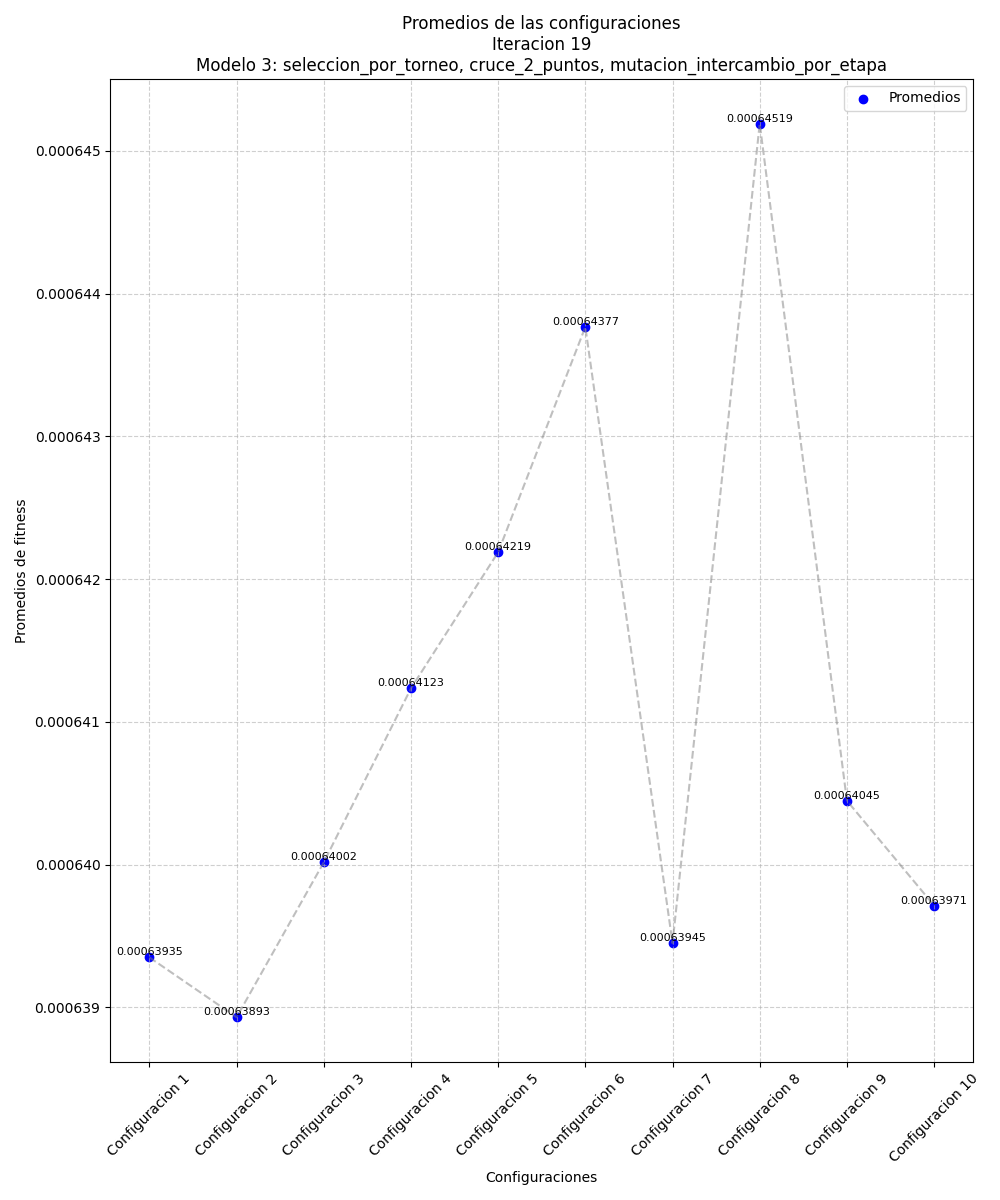 Promedios de las configuraciones
Iteracion 19
Modelo 3: seleccion_por_torneo, cruce_2_puntos, mutacion_intercambio_por_etapa
Promedios
0.00064519
0.000645
0.00064377
0.000644
0.000643
0.00064219
0.000642
Promedios de fitness
0.00064123
0.000641
0.00064045
0.00064002
0.000640
0.00063971
0.00063945
0.00063935
0.00063893
0.000639
Configuracion 1
Configuracion 2
Configuracion 3
Configuracion 4
Configuracion 5
Configuracion 6
Configuracion 7
Configuracion 8
Configuracion 9
Configuracion 10
Configuraciones